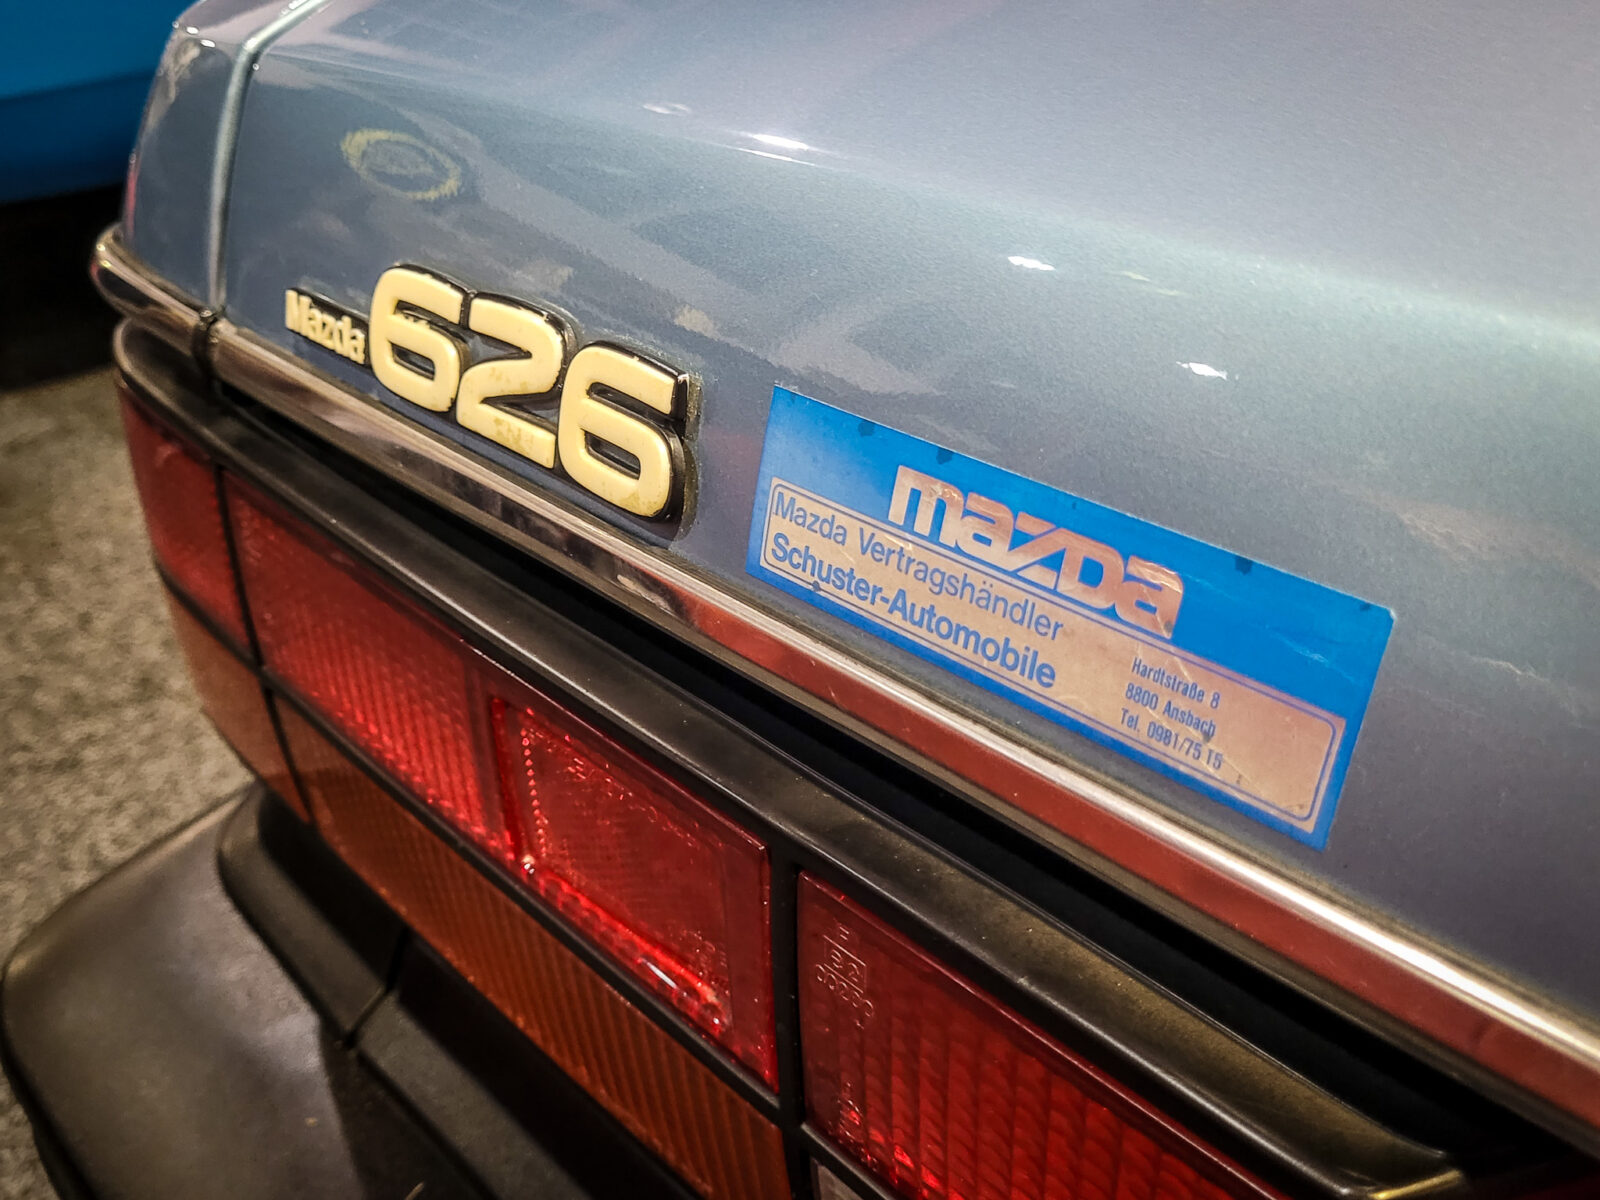 Mazda 626
mazda
Mazda Vertragshändler
Schuster-Automobile
Hardtstraße 8
8800 Ansbach
Tel. 0981/75 15